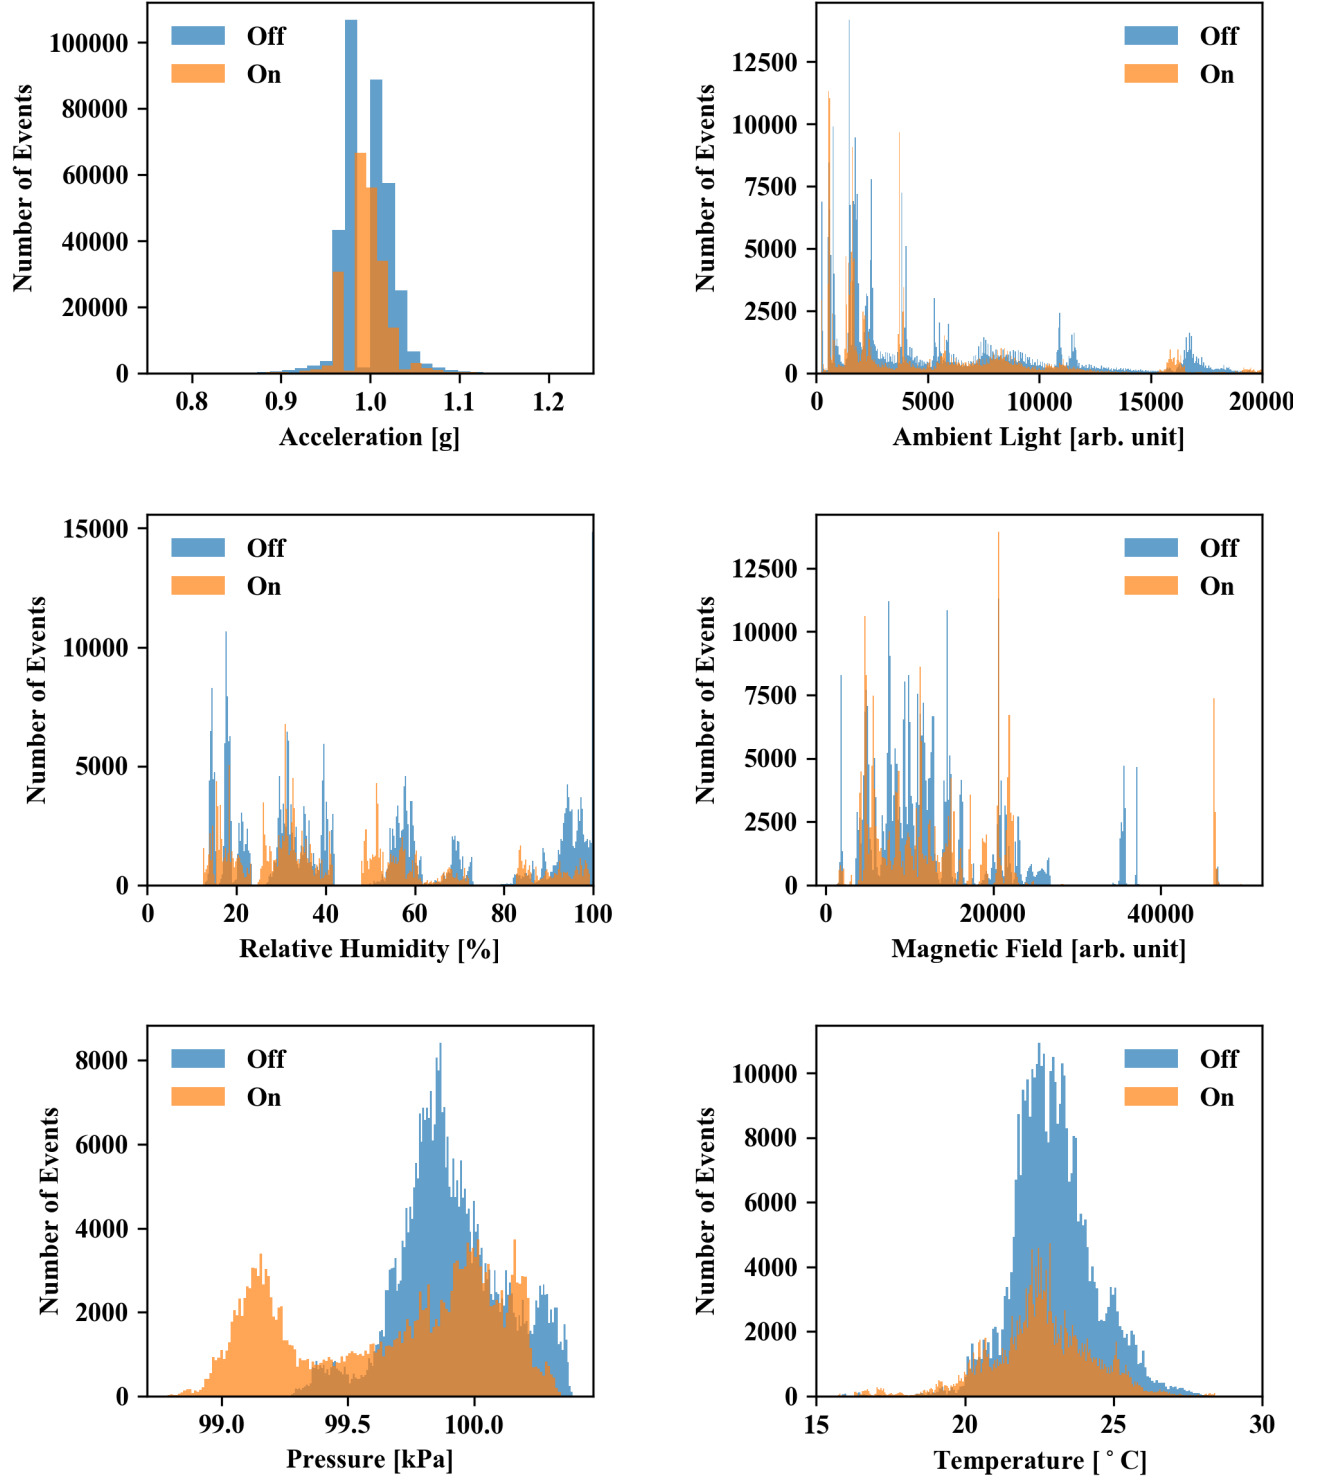 Number of Events
100000
80000
60000
40000
20000
0
Off
On
0.8 0.9 1.0 1.1 1.2
Acceleration [g]
Number of Events
12500
10000
7500
5000
2500
0
Off
On
0 5000 10000 15000 20000
Ambient Light [arb. unit]
Number of Events
15000
10000
5000
0
Off
On
0 20 40 60 80 100
Relative Humidity [%]
Number of Events
12500
10000
7500
5000
2500
0
Off
On
0 20000 40000
Magnetic Field [arb. unit]
Number of Events
8000
6000
4000
2000
0
Off
On
99.0 99.5 100.0
Pressure [kPa]
Number of Events
10000
8000
6000
4000
2000
0
Off
On
15 20 25 30
Temperature [ ° C]